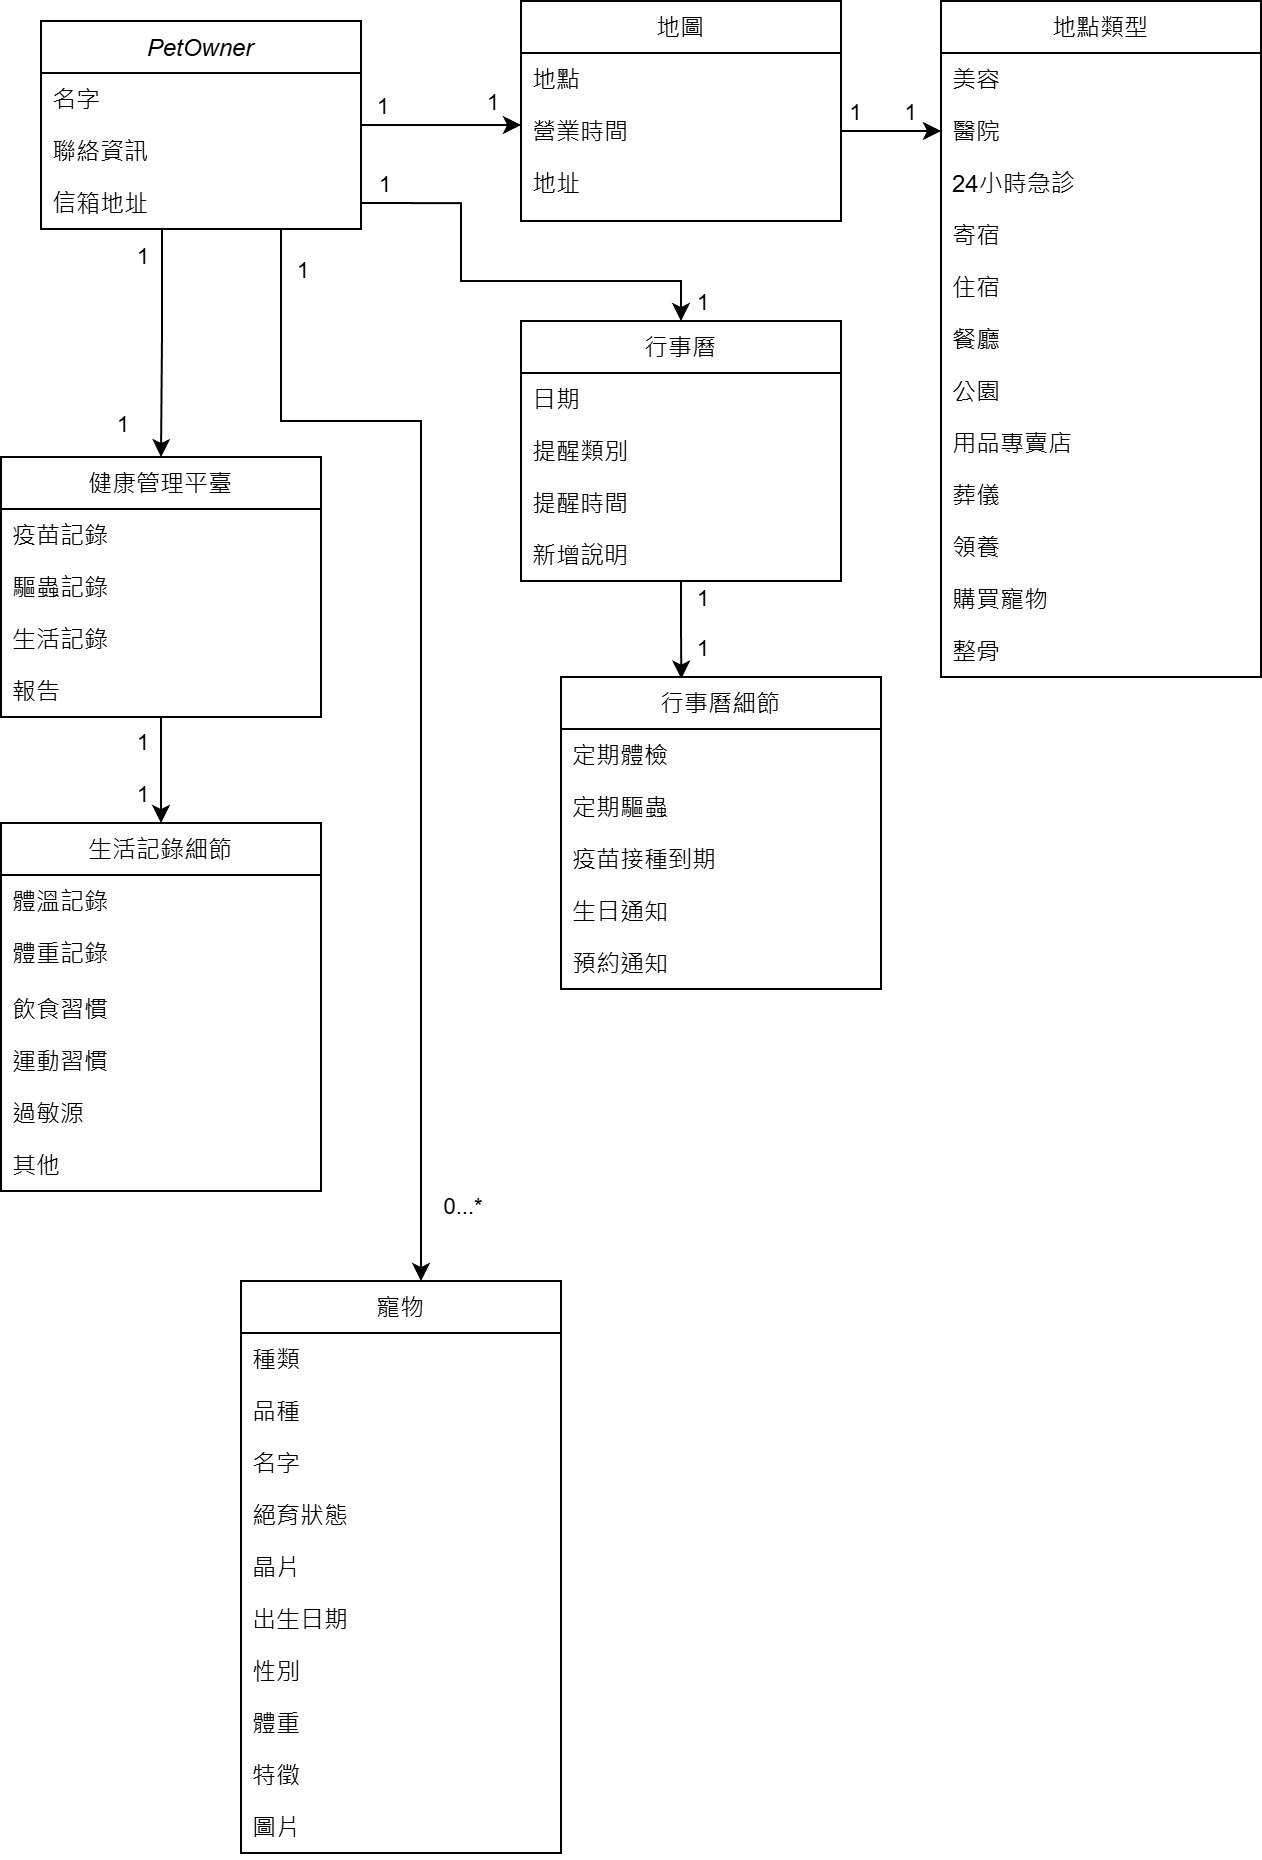 PetOwner
名字
聯絡資訊
信箱地址
1
1
地圖
地點
營業時間
地址
1
1
地點類型
美容
醫院
24小時急診
寄宿
住宿
餐廳
公園
用品專賣店
葬儀
領養
購買寵物
整骨
1
1
行事曆
日期
提醒類別
提醒時間
新增說明
1
1
行事曆細節
定期體檢
定期驅蟲
疫苗接種到期
生日通知
預約通知
1
1
健康管理平臺
疫苗記錄
驅蟲記錄
生活記錄
報告
1
1
生活記錄細節
體溫記錄
體重記錄
飲食習慣
運動習慣
過敏源
其他
1
0...*
寵物
種類
品種
名字
絕育狀態
晶片
出生日期
性別
體重
特徵
圖片